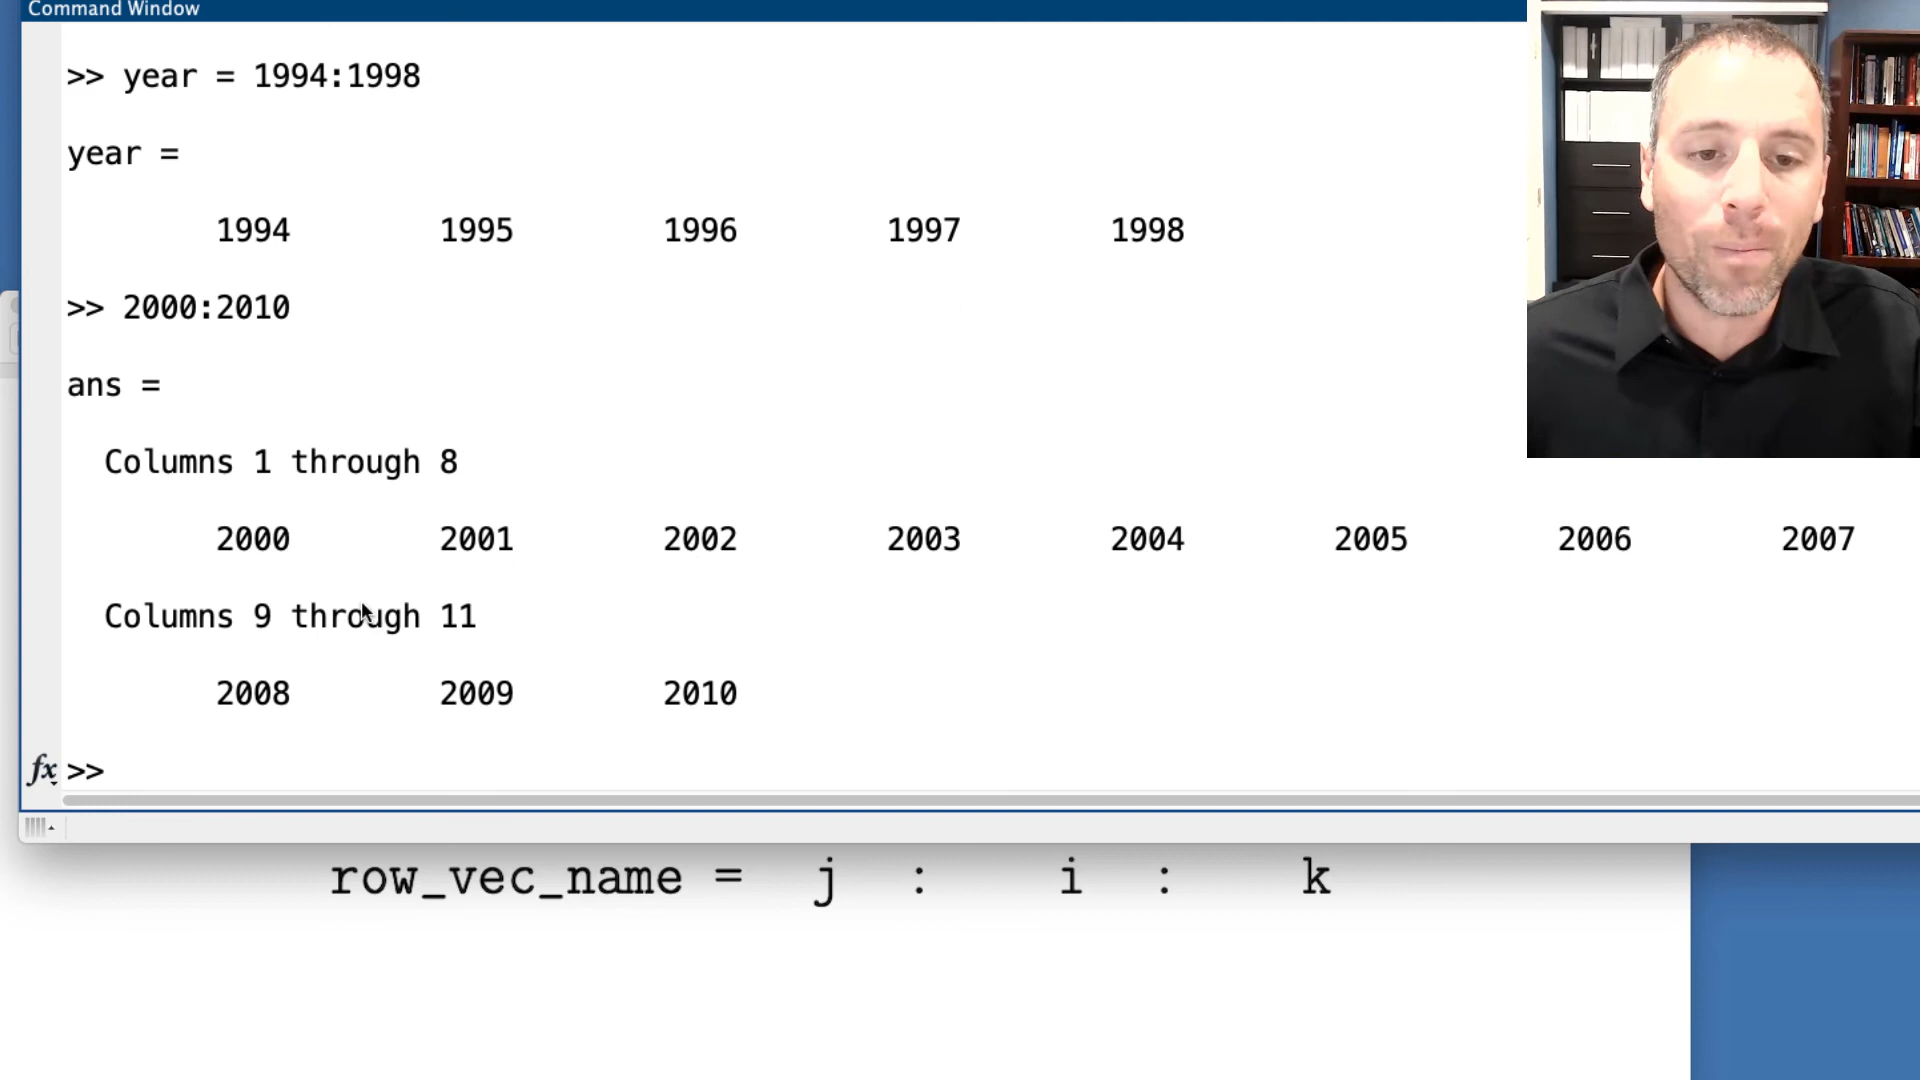 Command Window
>> year = 1994:1998
year =
1994 1995 1996 1997 1998
>> 2000:2010
ans =
Columns 1 through 8
2000 2001 2002 2003 2004 2005 2006 2007
Columns 9 through 11
2008 2009 2010
fx >>
row_vec_name = j : i : k